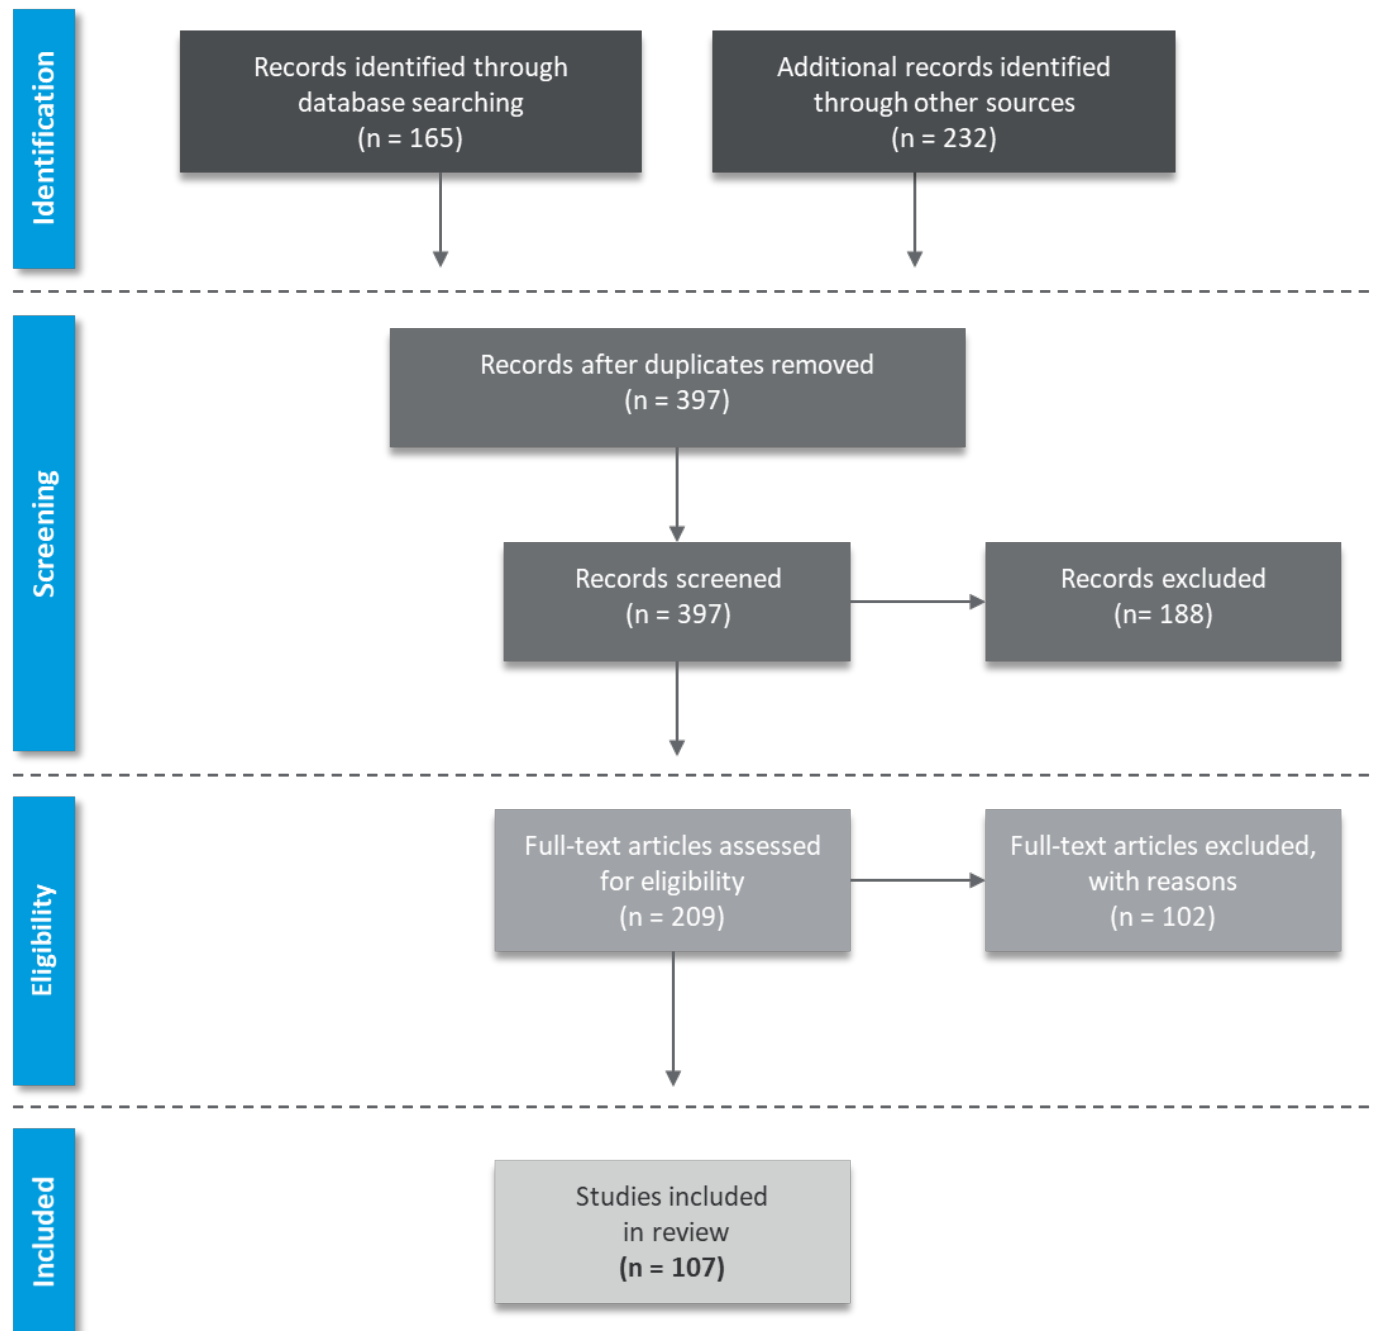 Identification
Records identified through
database searching
(n = 165)
Additional records identified
through other sources
(n = 232)
Screening
Records after duplicates removed
(n = 397)
Records screened
(n = 397)
Records excluded
(n= 188)
Eligibility
Full-text articles assessed
for eligibility
(n = 209)
Full-text articles excluded,
with reasons
(n = 102)
Included
Studies included
in review
(n = 107)